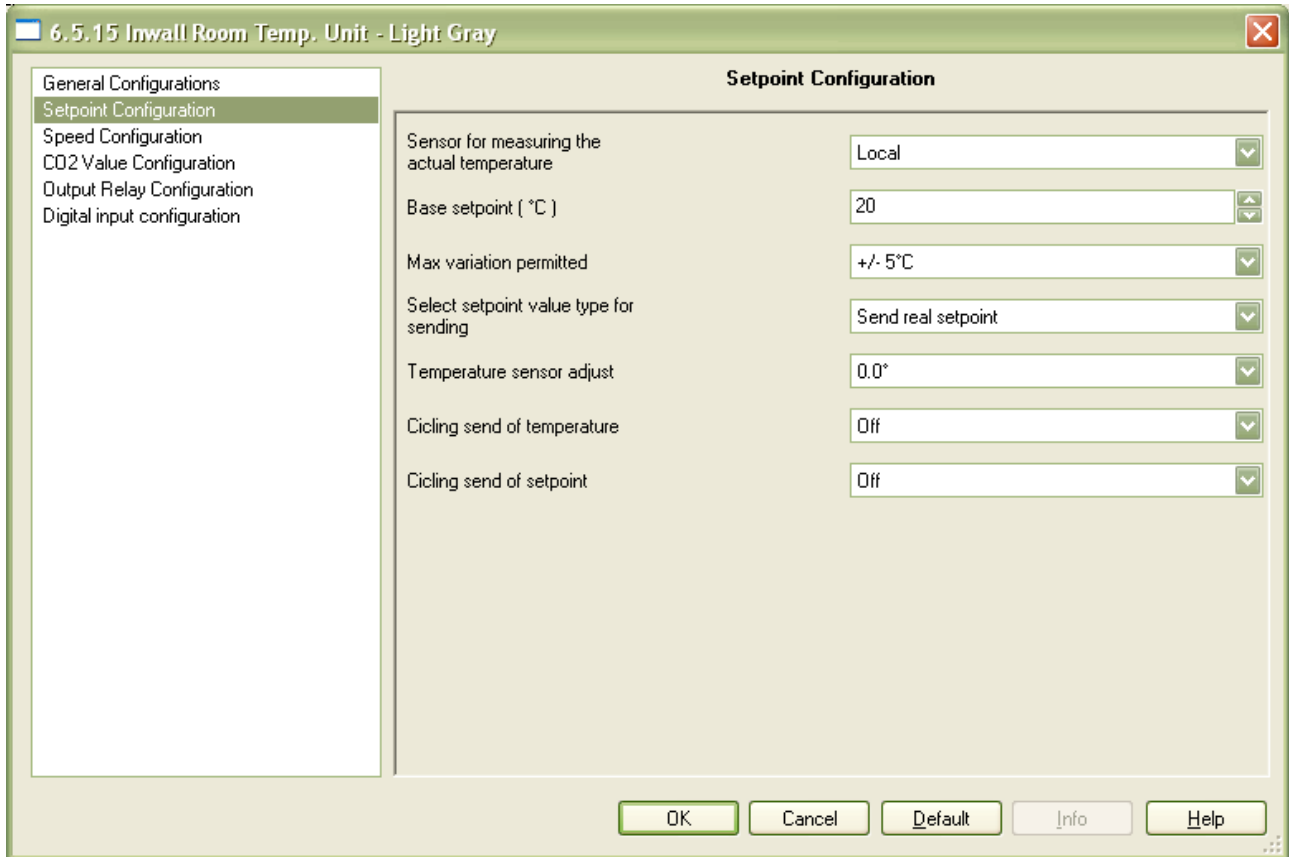 6.5.15 Inwall Room Temp. Unit - Light Gray
General Configurations
Setpoint Configuration
Speed Configuration
CO2 Value Configuration
Output Relay Configuration
Digital input configuration
Setpoint Configuration
Sensor for measuring the
actual temperature
Local
Base setpoint ( °C )
20
Max variation permitted
+/- 5°C
Select setpoint value type for
sending
Send real setpoint
Temperature sensor adjust
0.0°
Cicling send of temperature
Off
Cicling send of setpoint
Off
OK
Cancel
Default
Info
Help